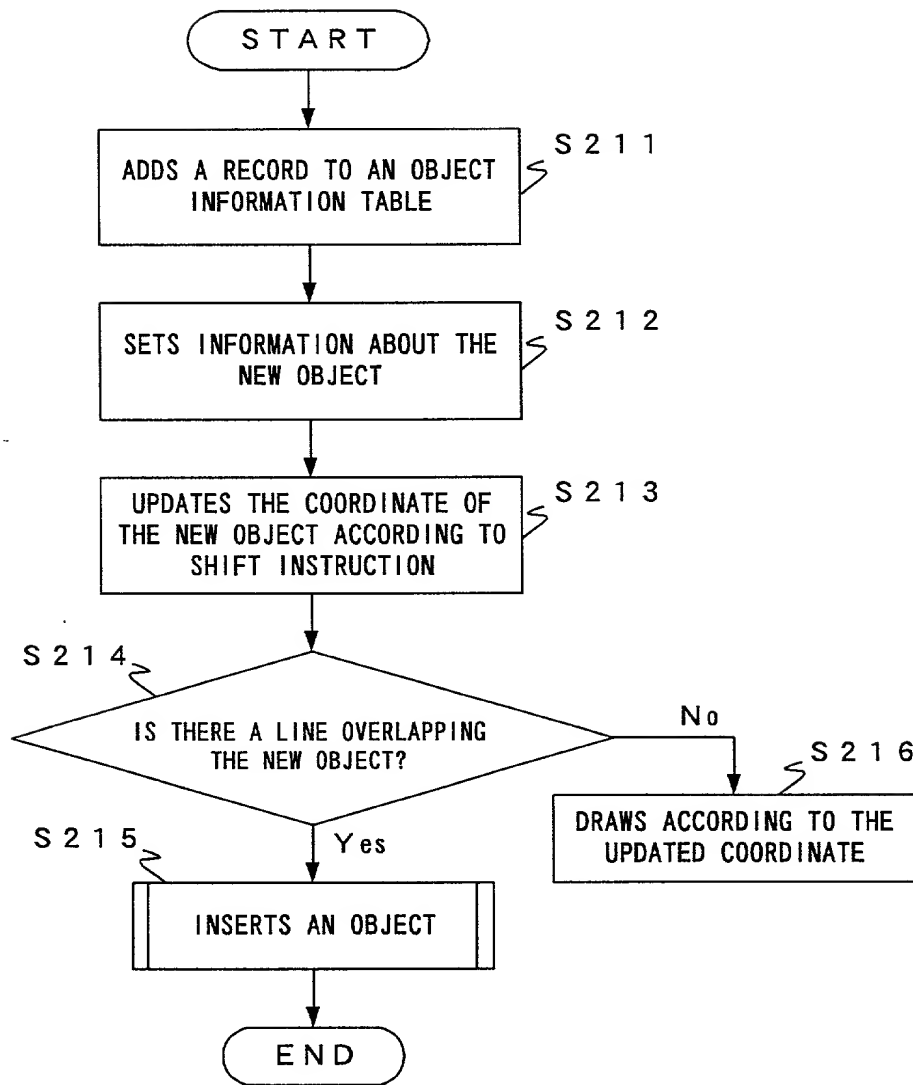 START
S211
ADDS A RECORD TO AN OBJECT
INFORMATION TABLE
S212
SETS INFORMATION ABOUT THE
NEW OBJECT
S213
UPDATES THE COORDINATE OF
THE NEW OBJECT ACCORDING TO
SHIFT INSTRUCTION
S214
IS THERE A LINE OVERLAPPING
THE NEW OBJECT?
No
S216
DRAWS ACCORDING TO THE
UPDATED COORDINATE
Yes
S215
INSERTS AN OBJECT
END